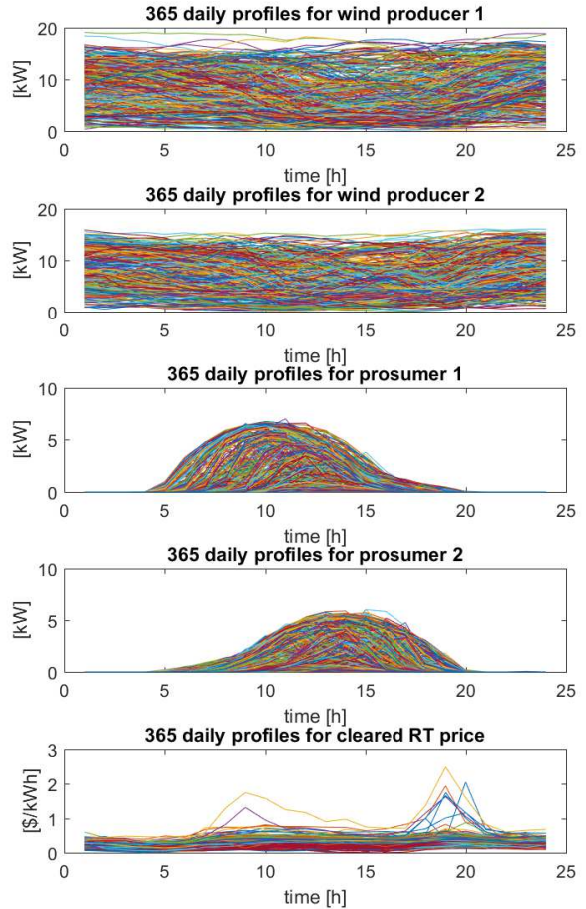 365 daily profiles for wind producer 1
20
10
0
[kW]
0 5 10 15 20 25
time [h]
365 daily profiles for wind producer 2
20
10
0
[kW]
0 5 10 15 20 25
time [h]
365 daily profiles for prosumer 1
10
5
0
[kW]
0 5 10 15 20 25
time [h]
365 daily profiles for prosumer 2
10
5
0
[kW]
0 5 10 15 20 25
time [h]
365 daily profiles for cleared RT price
3
2
1
0
[$/kWh]
0 5 10 15 20 25
time [h]